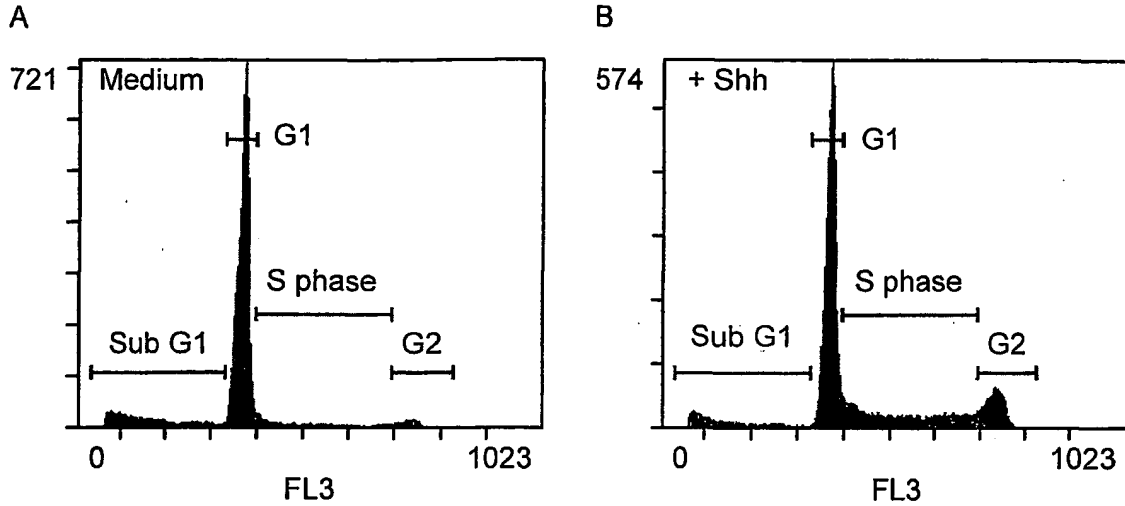 A
721
Medium
G1
S phase
Sub G1
G2
0
1023
FL3
B
574
+ Shh
G1
S phase
Sub G1
G2
0
1023
FL3